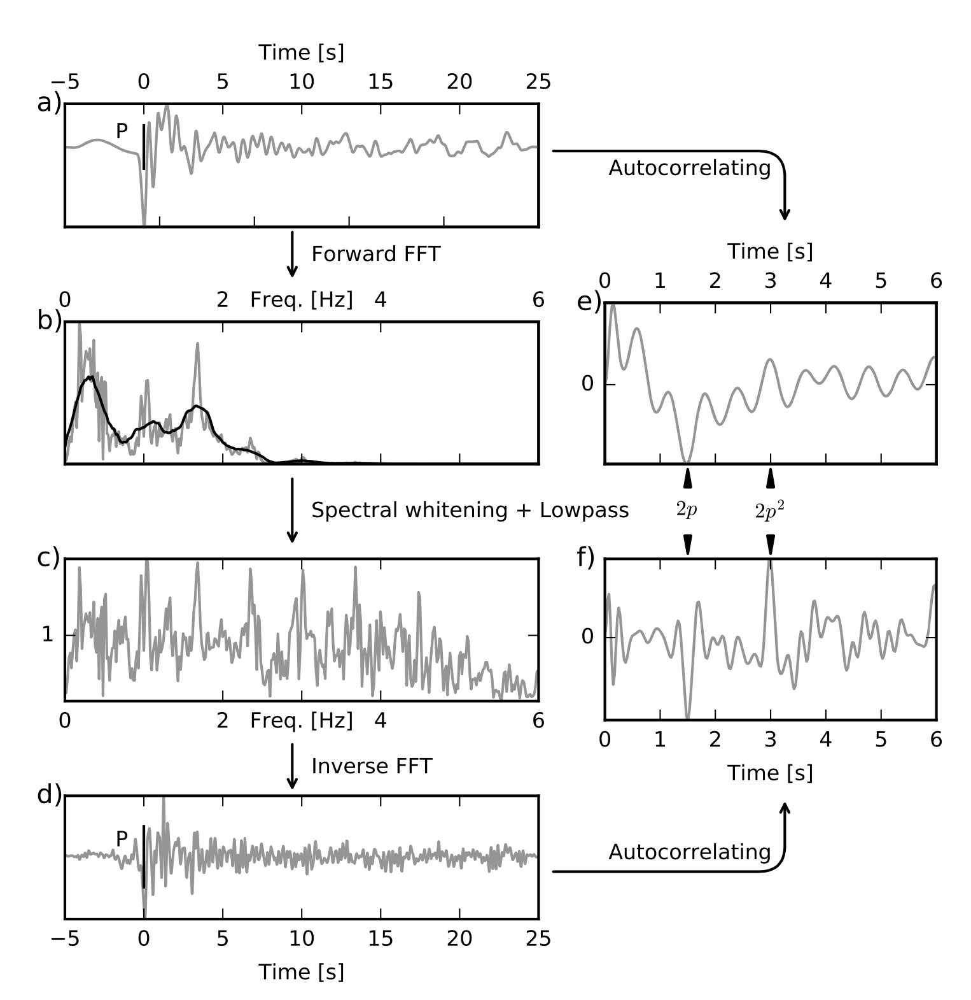 Time [s]
−5 0 5 10 15 20 25
a)
P
Autocorrelating
Forward FFT
Time [s]
0 1 2 3 4 5 6
0 2 Freq. [Hz] 4 6
e)
b)
0
Spectral whitening + Lowpass
2p 2p²
c)
f)
1
0
0 2 Freq. [Hz] 4 6
0 1 2 3 4 5 6
Inverse FFT
Time [s]
d)
P
Autocorrelating
−5 0 5 10 15 20 25
Time [s]